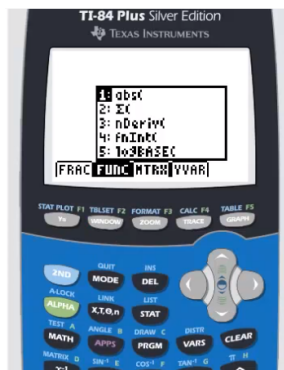 TI-84 Plus Silver Edition
TEXAS INSTRUMENTS
1: abs(
2: Σ(
3: nDeriv(
4: fnInt(
5: logBASE(
FRAC FUNC MTRX YVAR
STAT PLOT F1 TBLSET F2 FORMAT F3 CALC F4 TABLE F5
Y= WINDOW ZOOM TRACE GRAPH
QUIT INS
2ND MODE DEL
A-LOCK LINK LIST
ALPHA X,T,Θ,n STAT
TEST A ANGLE B DRAW C DISTR
MATH APPS PRGM VARS CLEAR
MATRIX D SIN⁻¹ E COS⁻¹ F TAN⁻¹ G π H
x⁻¹